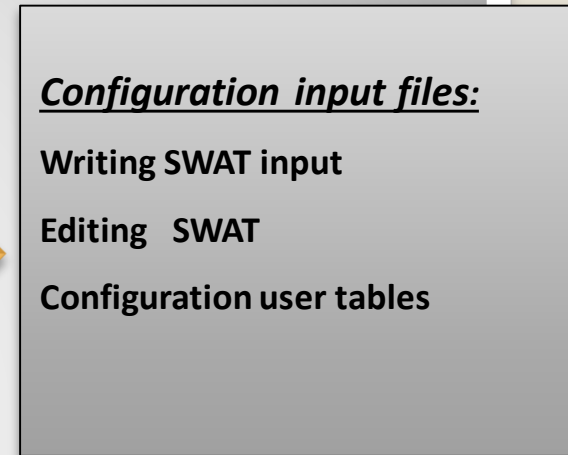 Configuration input files:
Writing SWAT input
Editing SWAT
Configuration user tables